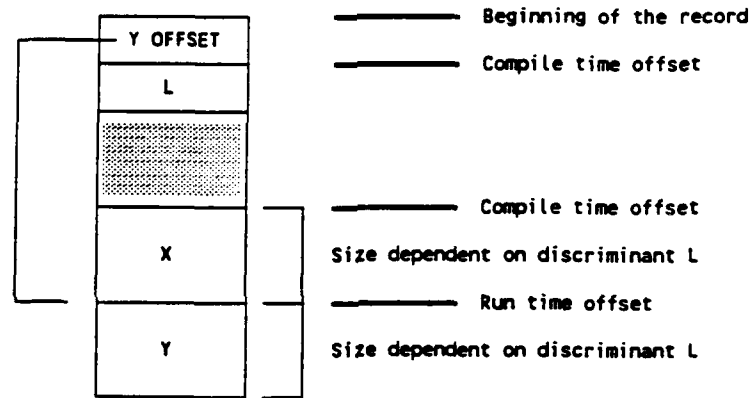 Beginning of the record
Y OFFSET
Compile time offset
L
Compile time offset
X
Size dependent on discriminant L
Run time offset
Y
Size dependent on discriminant L